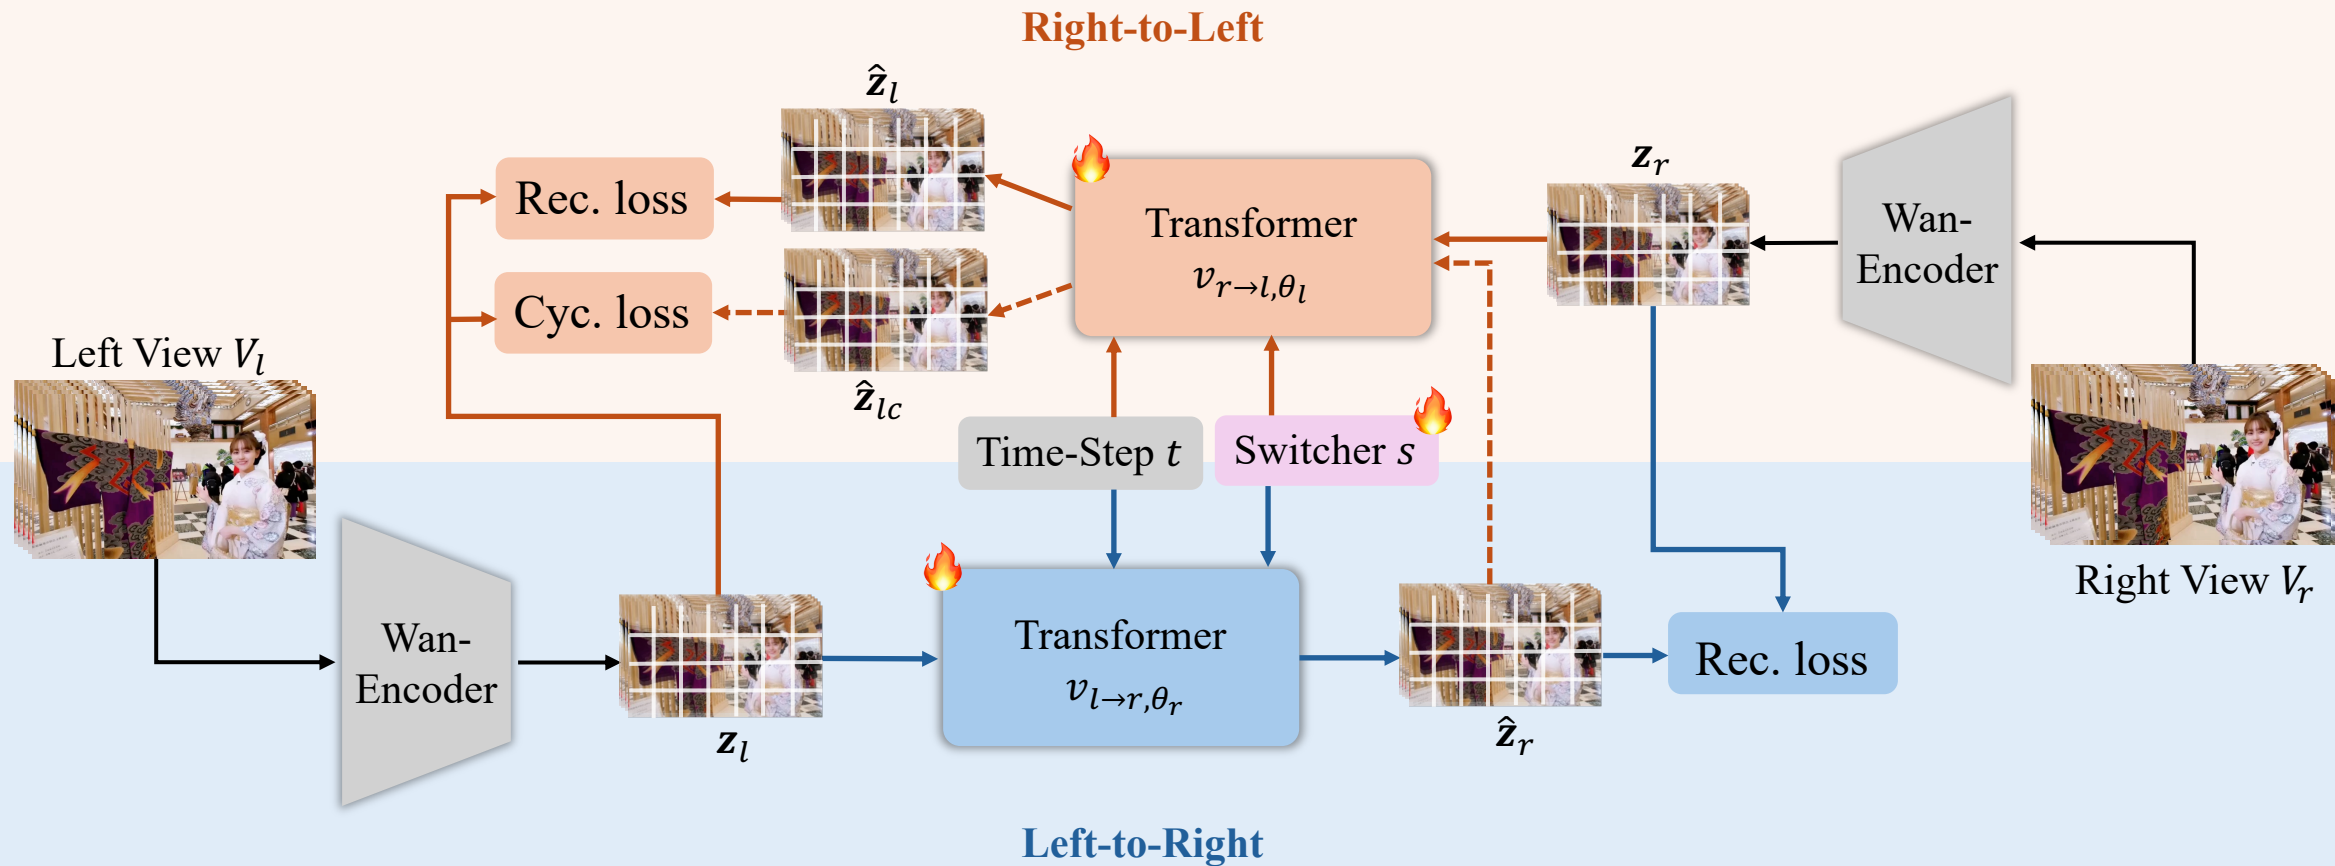 Right-to-Left
ẑ_l
Rec. loss
Transformer
v_{r→l,θ_l}
z_r
Wan-
Encoder
Cyc. loss
ẑ_{lc}
Left View V_l
Time-Step t
Switcher s
Right View V_r
Wan-
Encoder
z_l
Transformer
v_{l→r,θ_r}
ẑ_r
Rec. loss
Left-to-Right